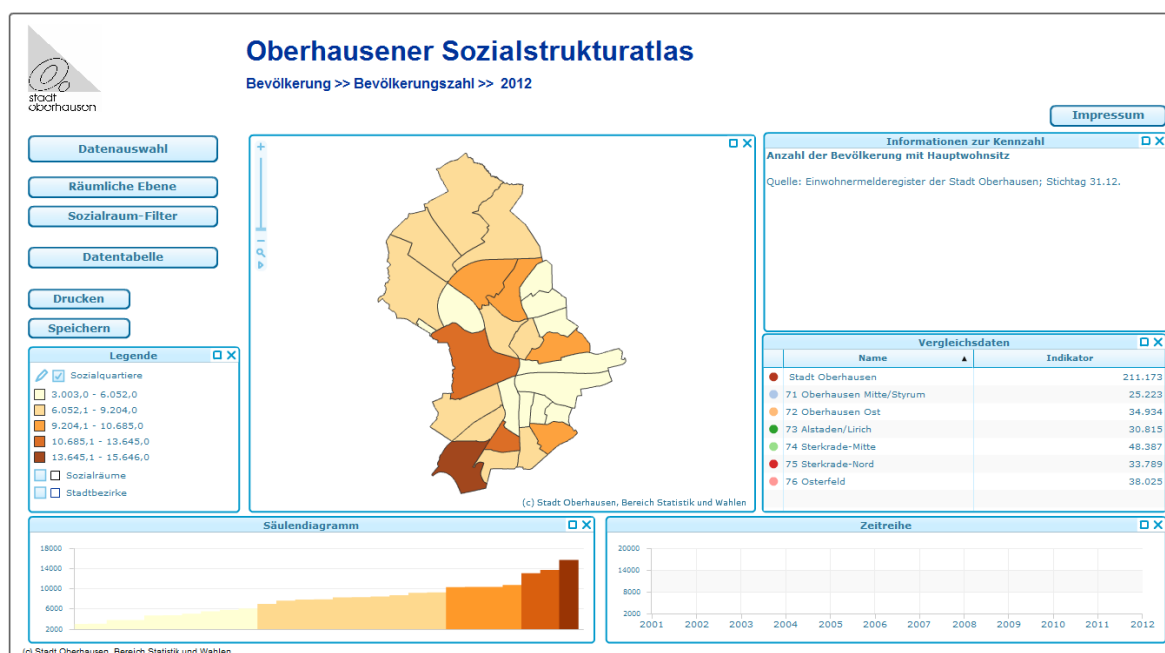 stadt
oberhausen
Oberhausener Sozialstrukturatlas
Bevölkerung >> Bevölkerungszahl >> 2012
Impressum
Datenauswahl
Räumliche Ebene
Sozialraum-Filter
Datentabelle
Drucken
Speichern
Legende
Sozialquartiere
3.003,0 - 6.052,0
6.052,1 - 9.204,0
9.204,1 - 10.685,0
10.685,1 - 13.645,0
13.645,1 - 15.646,0
Sozialräume
Stadtbezirke
(c) Stadt Oberhausen, Bereich Statistik und Wahlen
Informationen zur Kennzahl
Anzahl der Bevölkerung mit Hauptwohnsitz
Quelle: Einwohnermelderegister der Stadt Oberhausen; Stichtag 31.12.
Vergleichsdaten
Name ▲ Indikator
Stadt Oberhausen 211.173
71 Oberhausen Mitte/Styrum 25.223
72 Oberhausen Ost 34.934
73 Alstaden/Lirich 30.815
74 Sterkrade-Mitte 48.387
75 Sterkrade-Nord 33.789
76 Osterfeld 38.025
Säulendiagramm
18000
14000
10000
6000
2000
Zeitreihe
20000
14000
8000
2000
2001 2002 2003 2004 2005 2006 2007 2008 2009 2010 2011 2012
(c) Stadt Oberhausen, Bereich Statistik und Wahlen